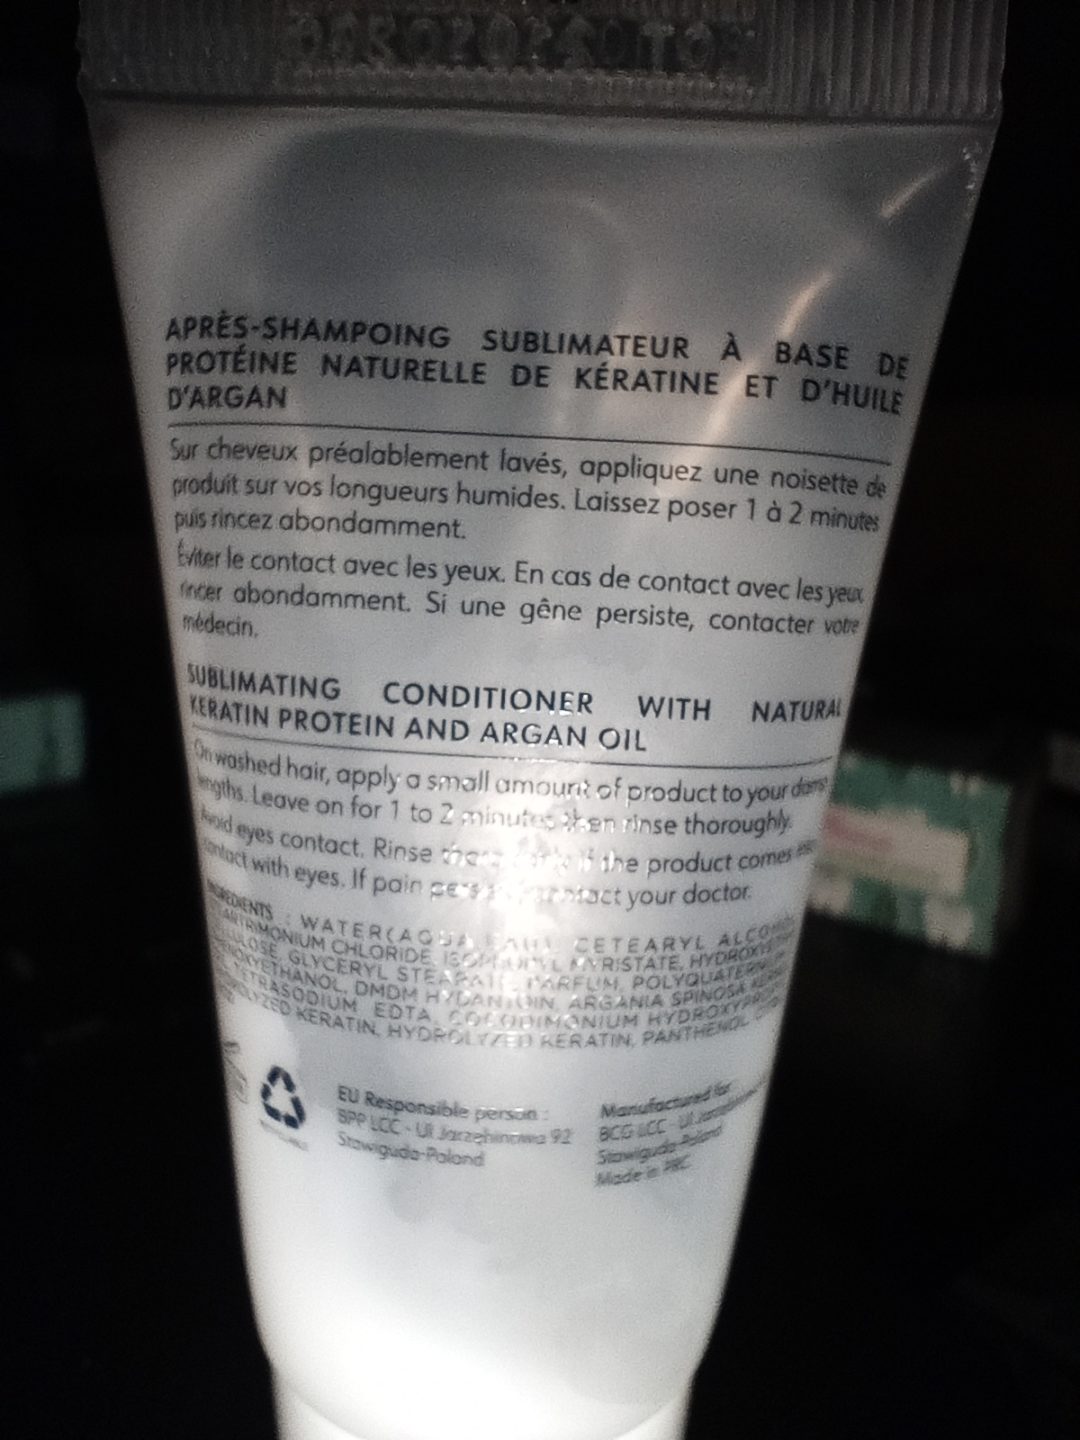 APRÈS-SHAMPOING SUBLIMATEUR À BASE DE
PROTÉINE NATURELLE DE KÉRATINE ET D'HUILE
D'ARGAN
Sur cheveux préalablement lavés, appliquez une noisette de
produit sur vos longueurs humides. Laissez poser 1 à 2 minutes
puis rincez abondamment.
Éviter le contact avec les yeux. En cas de contact avec les yeux
rincer abondamment. Si une gêne persiste, contacter votre
médecin.
SUBLIMATING CONDITIONER WITH NATURAL
KERATIN PROTEIN AND ARGAN OIL
On washed hair, apply a small amount of product to your damp
lengths. Leave on for 1 to 2 minutes then rinse thoroughly.
Avoid eyes contact. Rinse if the product comes
contact with eyes. If pain contact your doctor.
INGREDIENTS : WATER(AQUA, EAU), CETEARYL
CHLORIDE, ISOPROPYL MYRISTATE,
GLYCERYL STEARATE, PARFUM,
DMDM HYDANTOIN, ARGANIA SPINOSA
TETRASODIUM EDTA, COCODIMONIUM
KERATIN, HYDROLYZED KERATIN,
EU Responsible person :
BPP LCC - Ul Jarzębinowa 92
Stawiguda-Poland
Manufactured for
BCG LCC - Ul
Stawiguda-Poland
Made in PRC